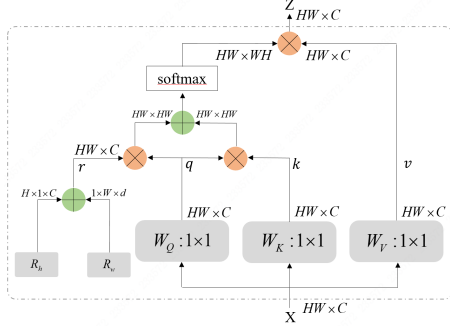 Z
HW×C
HW×WH
HW×C
softmax
HW×HW
HW×HW
HW×C
r
q
k
v
H×1×C
1×W×d
HW×C
HW×C
HW×C
W_Q:1×1
W_K:1×1
W_V:1×1
R_h
R_w
X
HW×C